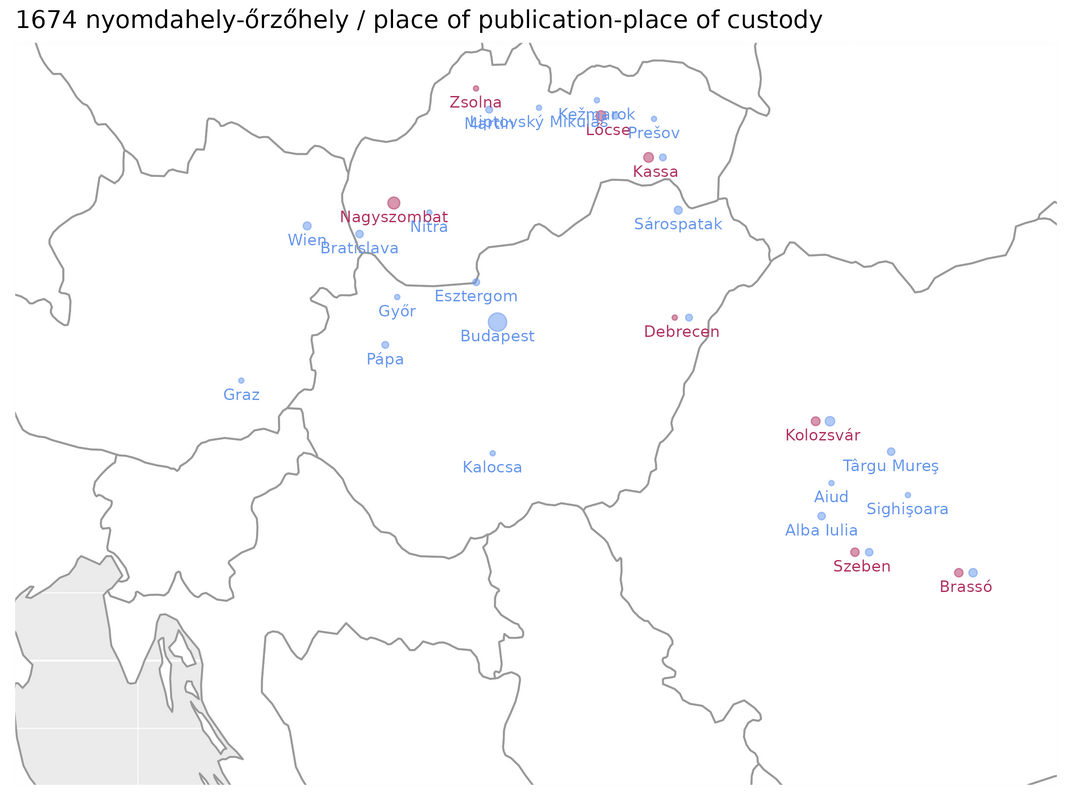 1674 nyomdahely-őrzőhely / place of publication-place of custody
Zsolna
Martin
Liptovský Mikuláš
Kežmarok
Lőcse
Prešov
Kassa
Nagyszombat
Nitra
Sárospatak
Wien
Bratislava
Esztergom
Győr
Budapest
Debrecen
Pápa
Graz
Kolozsvár
Kalocsa
Târgu Mureş
Aiud
Sighişoara
Alba Iulia
Szeben
Brassó